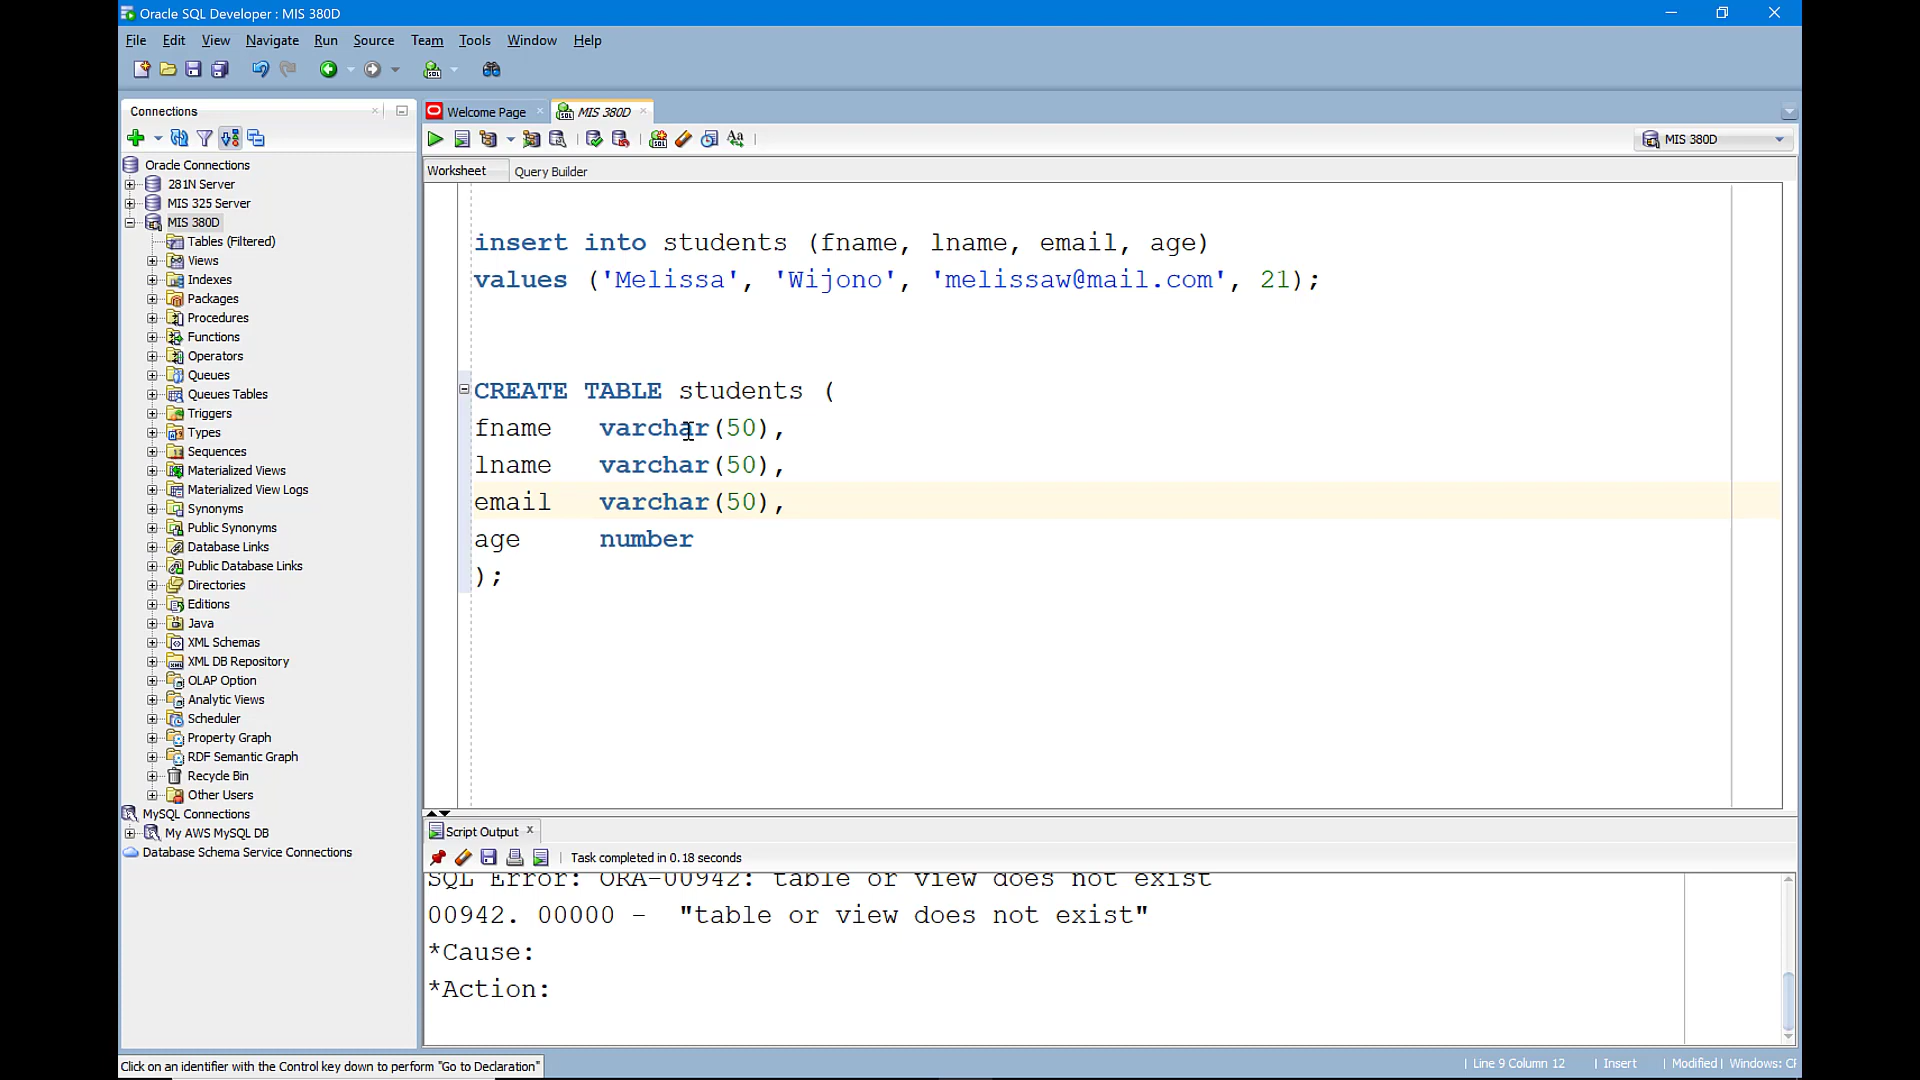 Oracle SQL Developer : MIS 380D
File Edit View Navigate Run Source Team Tools Window Help
Connections
Welcome Page
MIS 380D
MIS 380D
Worksheet Query Builder
Oracle Connections
281N Server
MIS 325 Server
MIS 380D
Tables (Filtered)
Views
Indexes
Packages
Procedures
Functions
Operators
Queues
Queues Tables
Triggers
Types
Sequences
Materialized Views
Materialized View Logs
Synonyms
Public Synonyms
Database Links
Public Database Links
Directories
Editions
Java
XML Schemas
XML DB Repository
OLAP Option
Analytic Views
Scheduler
Property Graph
RDF Semantic Graph
Recycle Bin
Other Users
MySQL Connections
My AWS MySQL DB
Database Schema Service Connections
insert into students (fname, lname, email, age)
values ('Melissa', 'Wijono', 'melissaw@mail.com', 21);
CREATE TABLE students (
fname varchar(50),
lname varchar(50),
email varchar(50),
age number
);
Script Output
Task completed in 0.18 seconds
SQL Error: ORA-00942: table or view does not exist
00942. 00000 - "table or view does not exist"
*Cause:
*Action:
Click on an identifier with the Control key down to perform "Go to Declaration"
Line 9 Column 12 Insert Modified Windows: